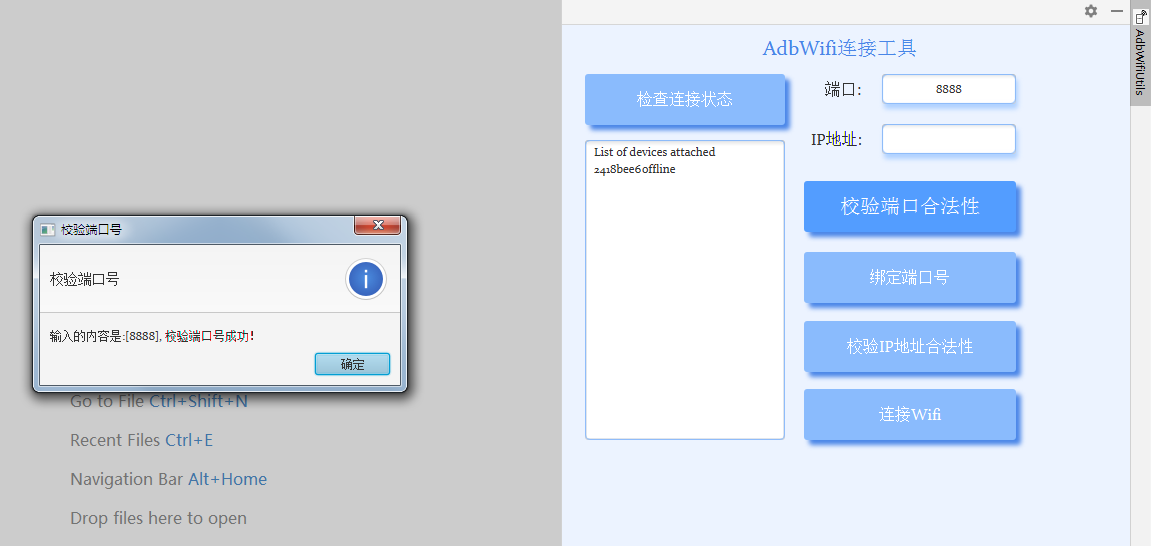 AdbWifi连接工具
检查连接状态
端口:
8888
IP地址:
List of devices attached
2418bee6offline
校验端口合法性
绑定端口号
校验IP地址合法性
连接Wifi
AdbWifiUtils
校验端口号
校验端口号
输入的内容是:[8888], 校验端口号成功!
确定
Go to File Ctrl+Shift+N
Recent Files Ctrl+E
Navigation Bar Alt+Home
Drop files here to open